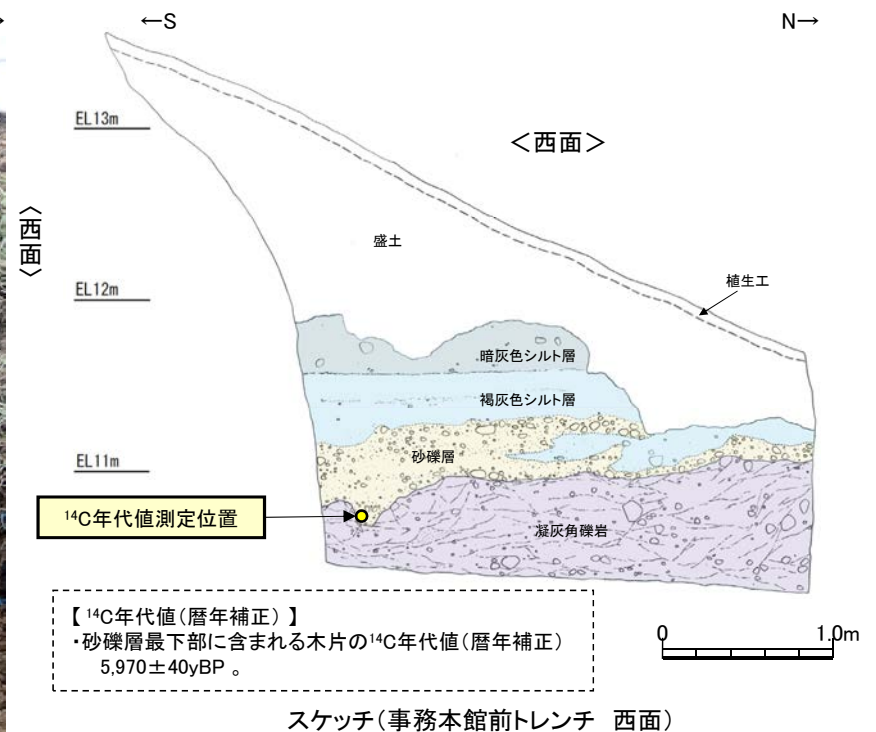 ←S
N→
EL13m
<西面>
〈西面〉
盛土
植生工
EL12m
暗灰色シルト層
褐灰色シルト層
砂礫層
EL11m
¹⁴C年代値測定位置
凝灰角礫岩
【 ¹⁴C年代値(暦年補正) 】
・砂礫層最下部に含まれる木片の¹⁴C年代値(暦年補正)
5,970±40yBP 。
0 1.0m
スケッチ(事務本館前トレンチ 西面)